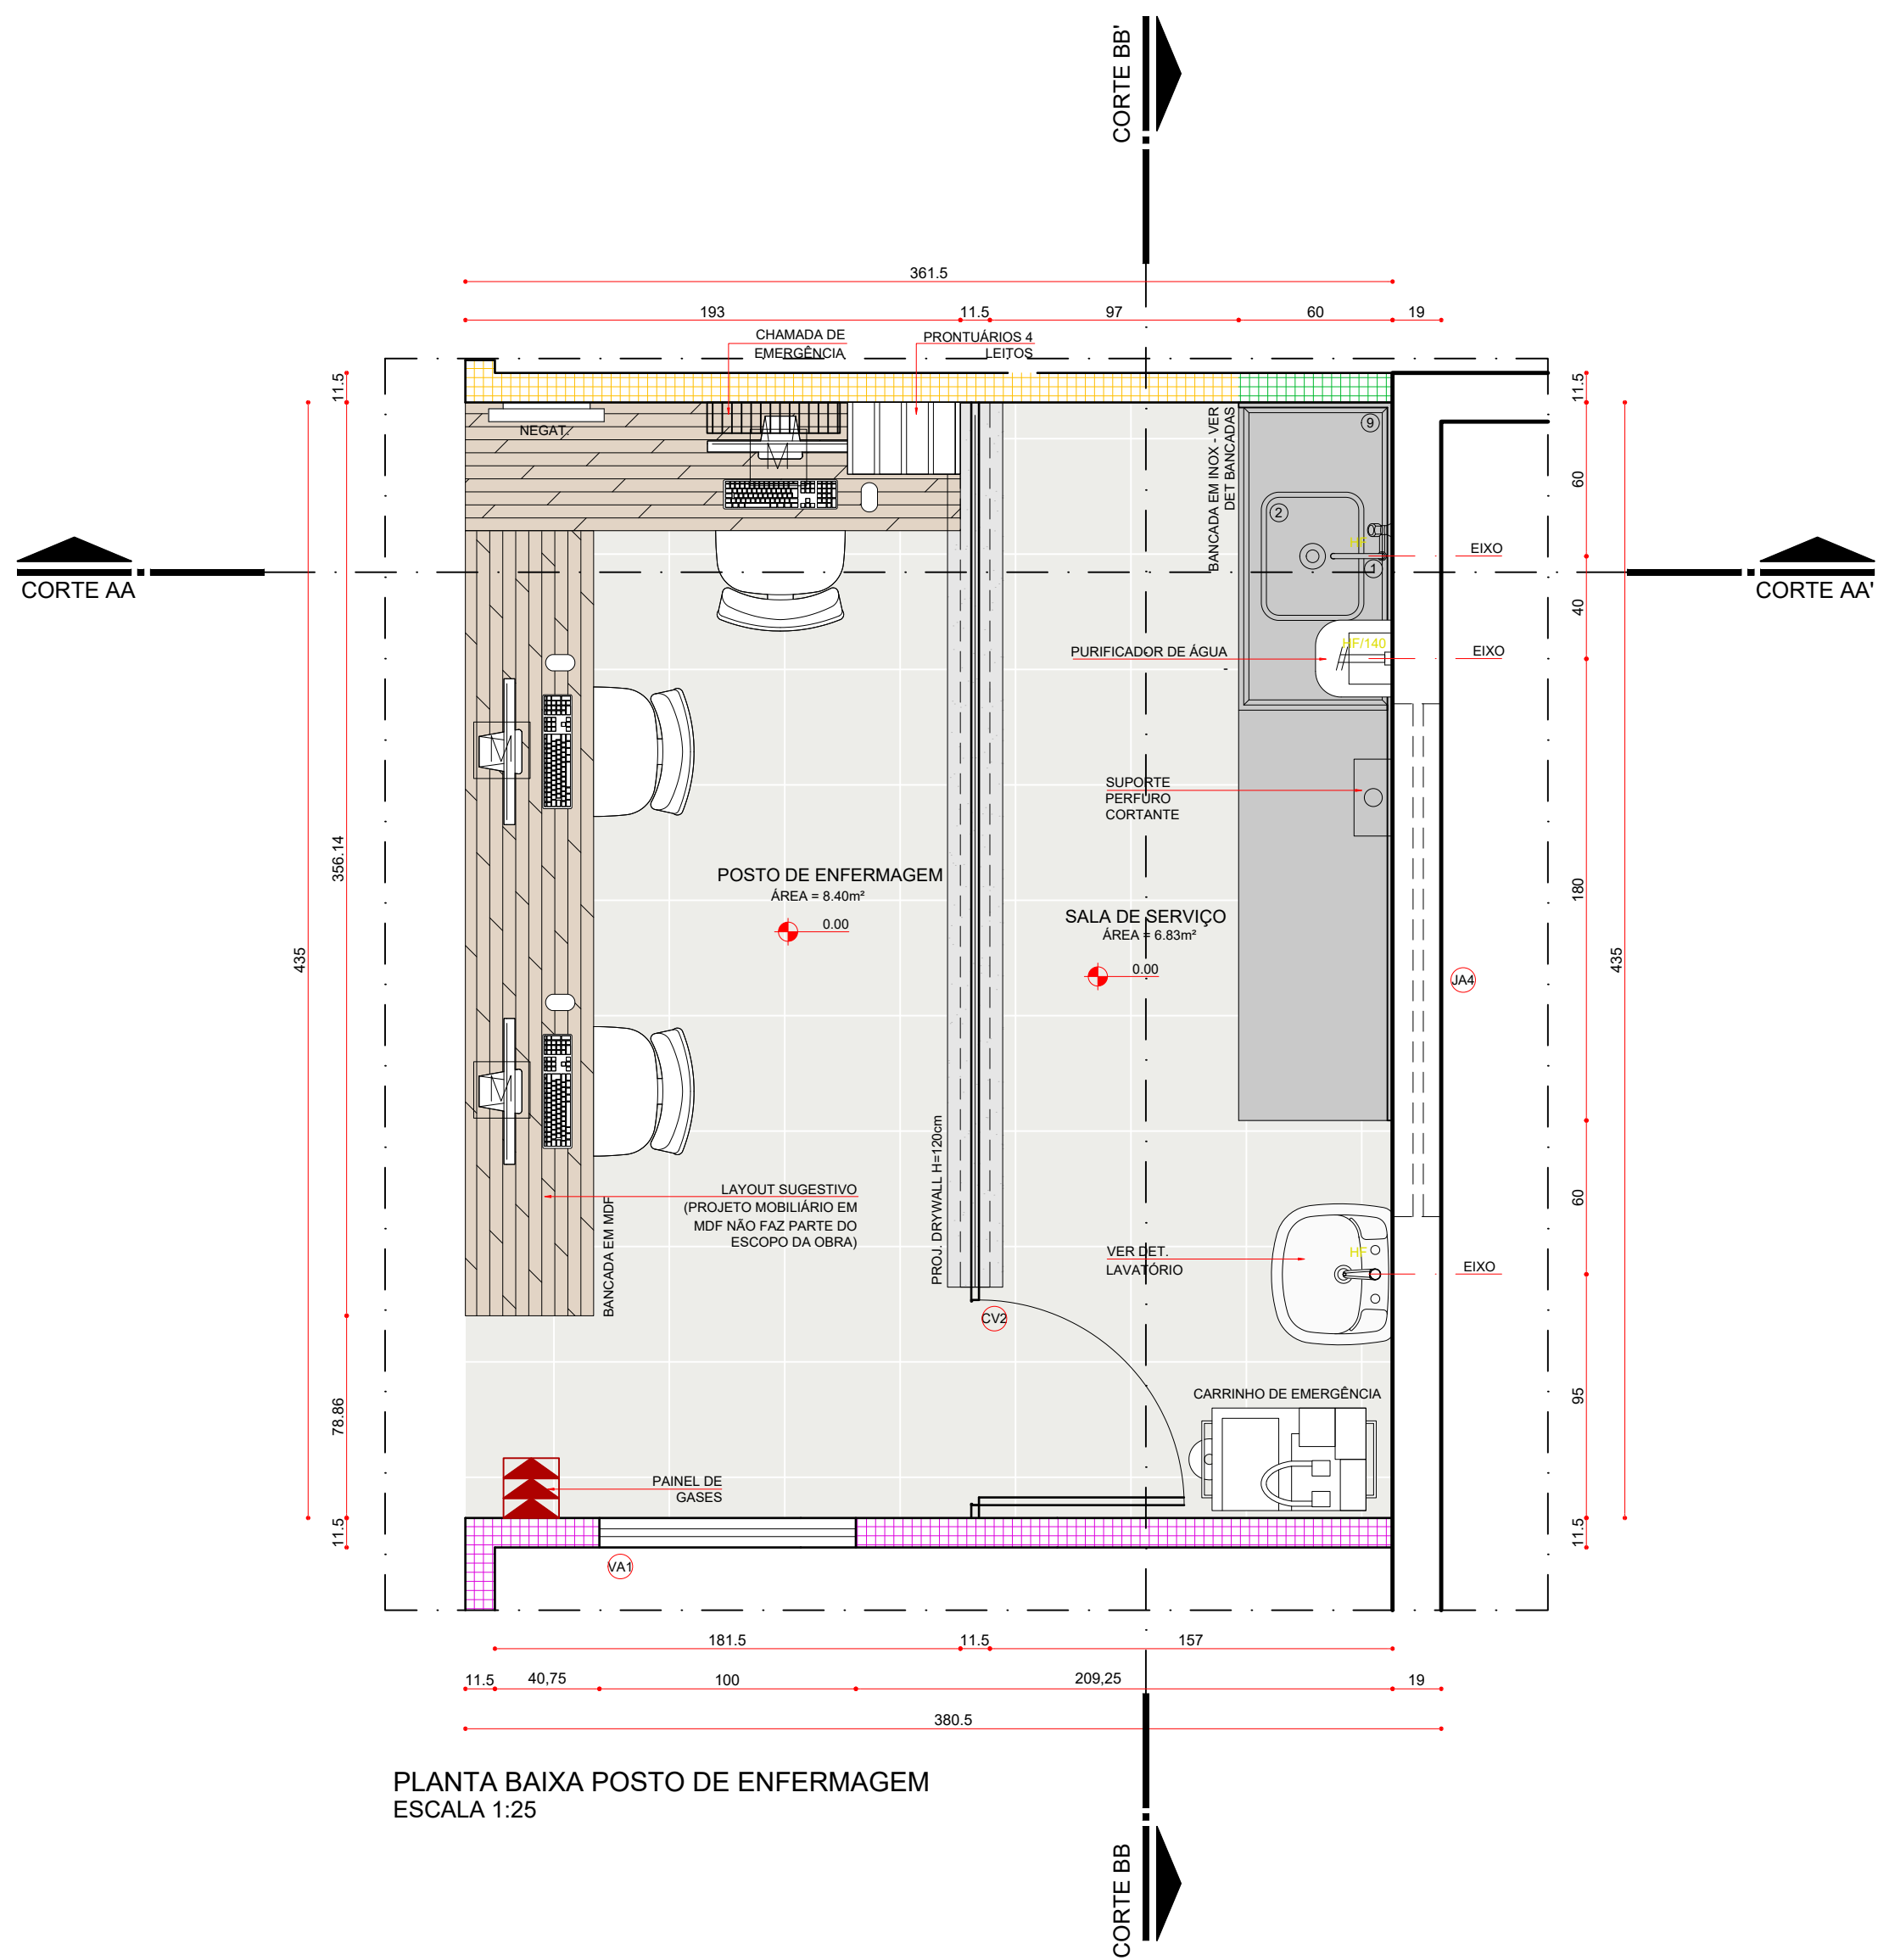 CORTE BB'
361.5
193
11.5
97
60
19
CHAMADA DE
EMERGÊNCIA
PRONTUÁRIOS 4
LEITOS
11.5
11.5
NEGAT.
BANCADA EM INOX - VER
DET BANCADAS
9
2
HF
1
EIXO
60
CORTE AA
CORTE AA'
40
HF/140
PURIFICADOR DE ÁGUA
EIXO
SUPORTE
PERFURO
CORTANTE
356.14
POSTO DE ENFERMAGEM
ÁREA = 8.40m²
0.00
180
SALA DE SERVIÇO
ÁREA = 6.83m²
0.00
435
435
JA4
LAYOUT SUGESTIVO
(PROJETO MOBILIÁRIO EM
MDF NÃO FAZ PARTE DO
ESCOPO DA OBRA)
BANCADA EM MDF
PROJ. DRYWALL H=120cm
60
VER DET.
LAVATÓRIO
HF
EIXO
CV2
78.86
CARRINHO DE EMERGÊNCIA
95
PAINEL DE
GASES
11.5
11.5
VA1
181.5
11.5
157
11.5
40,75
100
209,25
19
380.5
PLANTA BAIXA POSTO DE ENFERMAGEM
ESCALA 1:25
CORTE BB